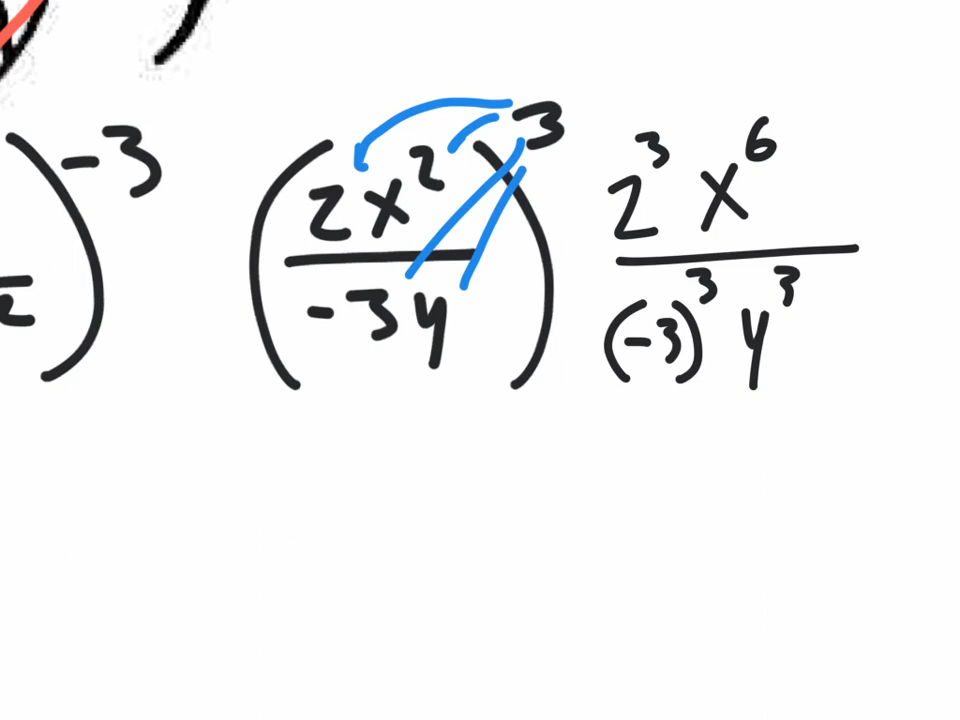 )^-3 (2x^2 / -3y)^3 2^3 x^6 / (-3)^3 y^3